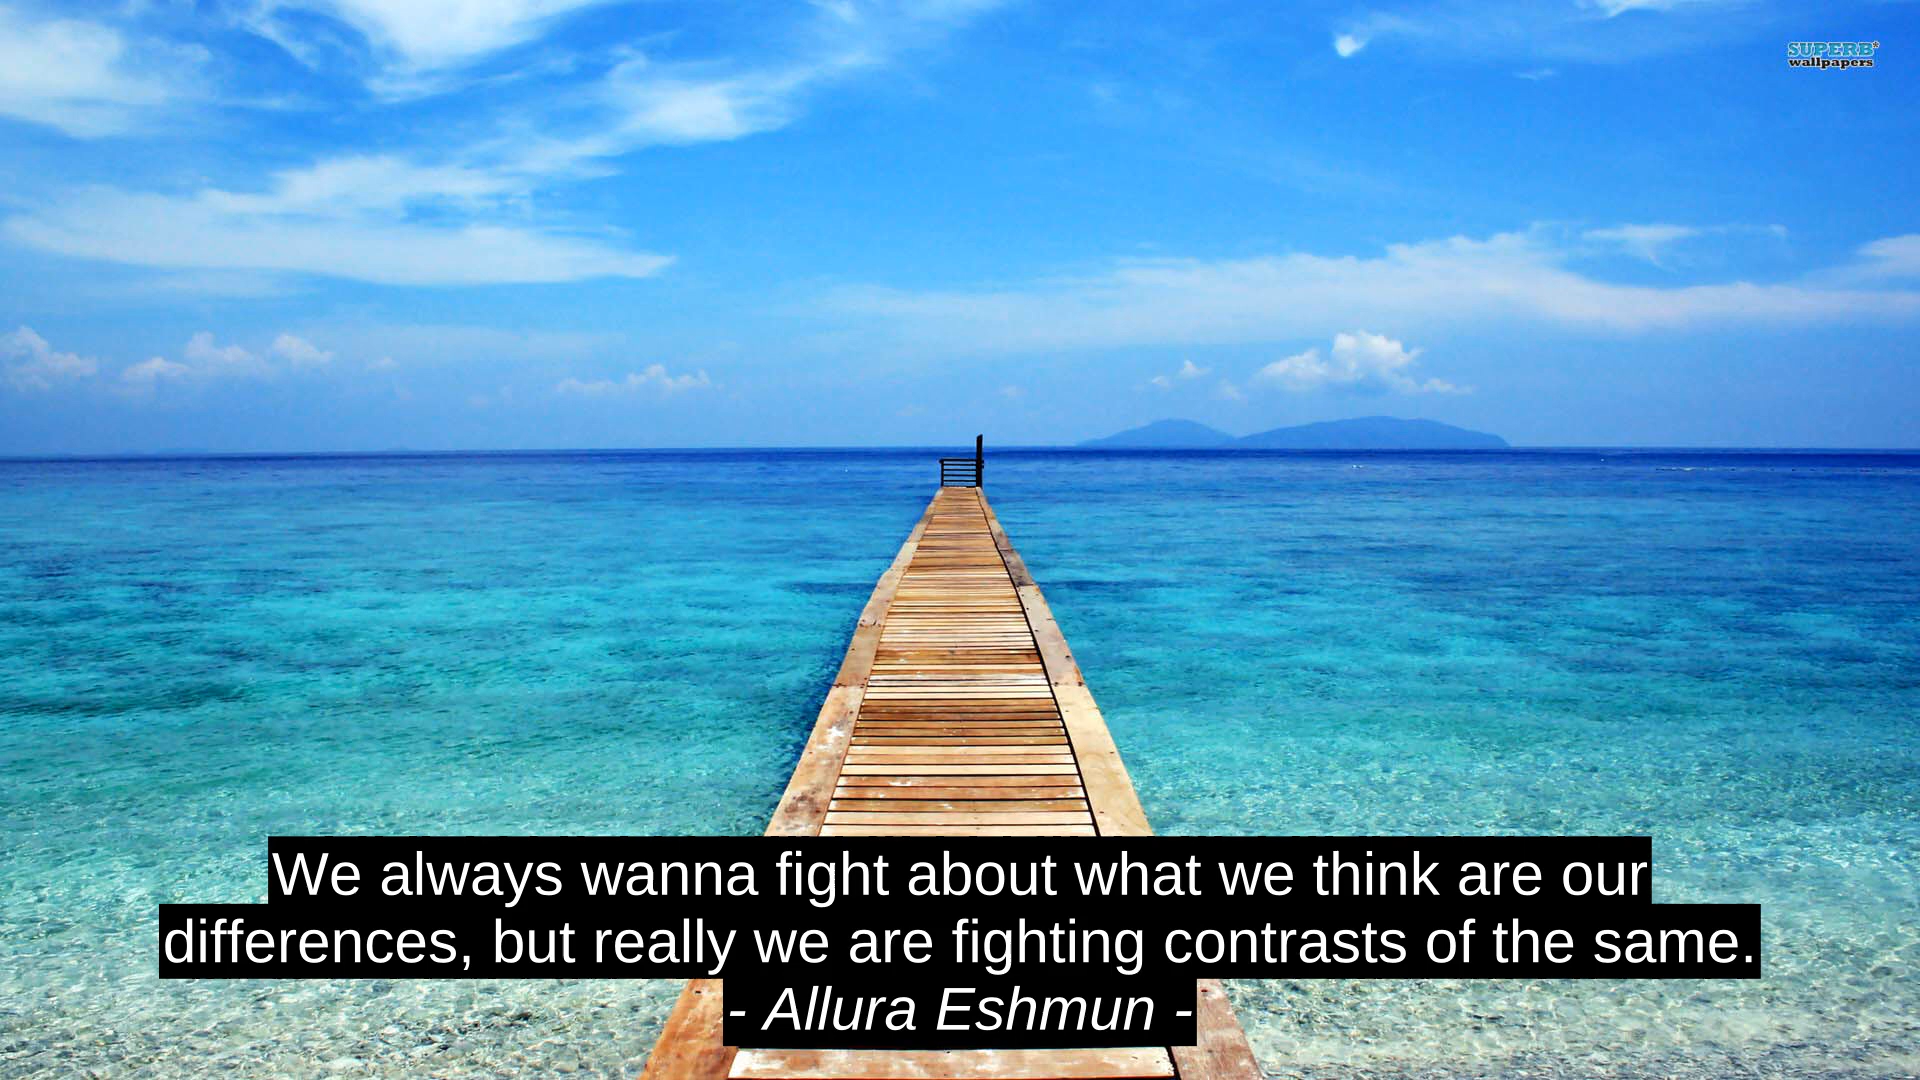 SUPERB
wallpapers
We always wanna fight about what we think are our
differences, but really we are fighting contrasts of the same.
- Allura Eshmun -